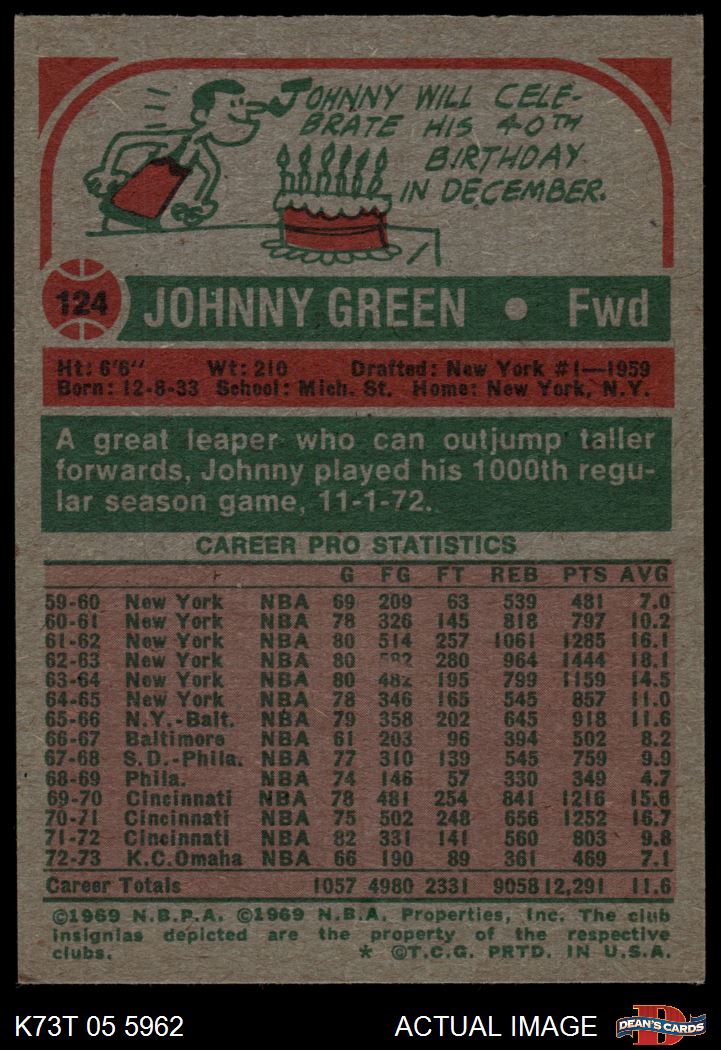 JOHNNY WILL CELE-
BRATE HIS 40TH
BIRTHDAY
IN DECEMBER.
124 JOHNNY GREEN • Fwd
Ht: 6'6" Wt: 210 Drafted: New York #1—1959
Born: 12-8-33 School: Mich. St. Home: New York, N.Y.
A great leaper who can outjump taller
forwards, Johnny played his 1000th regu-
lar season game, 11-1-72.
CAREER PRO STATISTICS
G FG FT REB PTS AVG
59-60 New York NBA 69 209 63 539 481 7.0
60-61 New York NBA 78 326 145 818 797 10.2
61-62 New York NBA 80 514 257 1061 1285 16.1
62-63 New York NBA 80 582 280 964 1444 18.1
63-64 New York NBA 80 482 195 799 1159 14.5
64-65 New York NBA 78 346 165 545 857 11.0
65-66 N.Y.-Balt. NBA 79 358 202 645 918 11.6
66-67 Baltimore NBA 61 203 96 394 502 8.2
67-68 S.D.-Phila. NBA 77 310 139 545 759 9.9
68-69 Phila. NBA 74 146 57 330 349 4.7
69-70 Cincinnati NBA 78 481 254 841 1216 15.6
70-71 Cincinnati NBA 75 502 248 656 1252 16.7
71-72 Cincinnati NBA 82 331 141 560 803 9.8
72-73 K.C.Omaha NBA 66 190 89 361 469 7.1
Career Totals 1057 4980 2331 9058 12,291 11.6
©1969 N.B.P.A. ©1969 N.B.A. Properties, Inc. The club
insignias depicted are the property of the respective
clubs. * ©T.C.G. PRTD. IN U.S.A.
K73T 05 5962 ACTUAL IMAGE DEAN'S CARDS